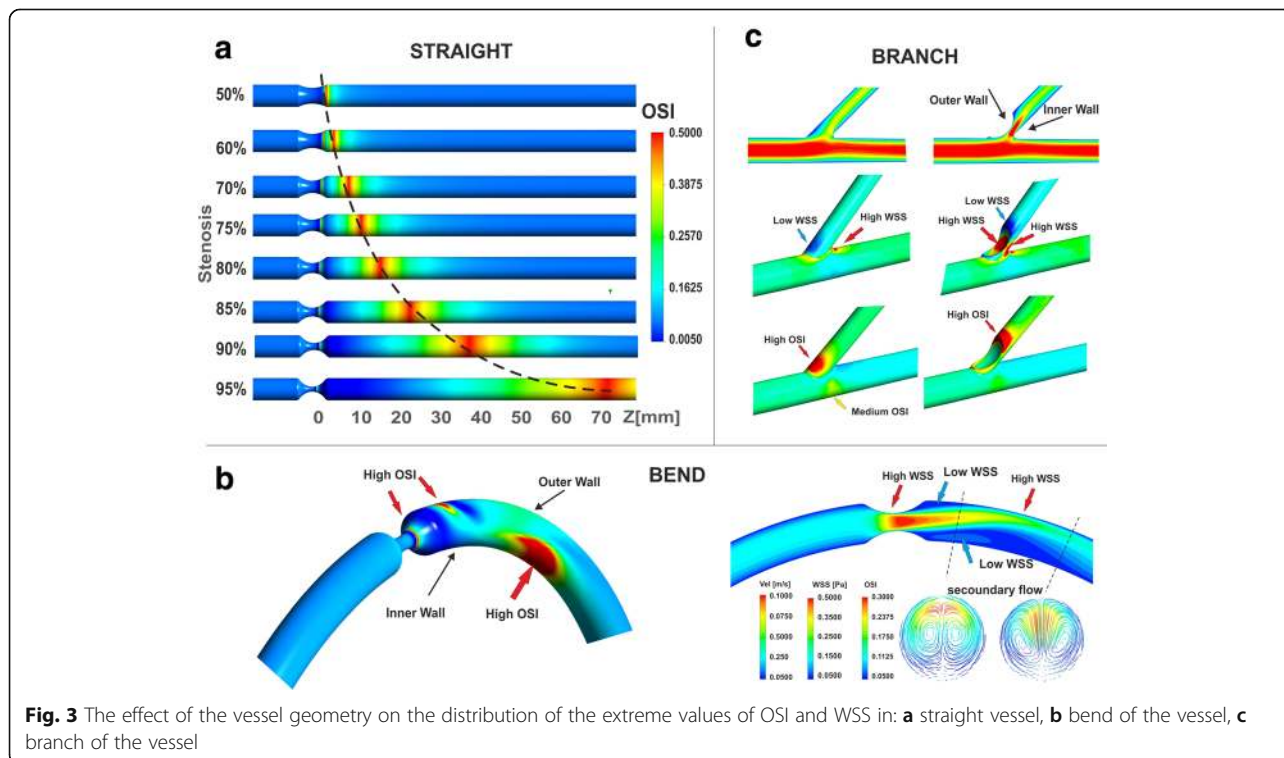 a
STRAIGHT
Stenosis
50%
60%
70%
75%
80%
85%
90%
95%
0 10 20 30 40 50 60 70 Z[mm]
OSI
0.5000
0.3875
0.2570
0.1625
0.0050
c
BRANCH
Outer Wall
Inner Wall
Low WSS
High WSS
Low WSS
High WSS
High WSS
High OSI
Medium OSI
High OSI
b
BEND
High OSI
Outer Wall
Inner Wall
High OSI
High WSS
Low WSS
High WSS
Low WSS
Vel [m/s]
0.1000
0.0750
0.5000
0.250
0.0500
WSS [Pa]
0.5000
0.3500
0.2500
0.1500
0.0500
OSI
0.3000
0.2375
0.1750
0.1125
0.0500
secoundary flow
Fig. 3 The effect of the vessel geometry on the distribution of the extreme values of OSI and WSS in: a straight vessel, b bend of the vessel, c
branch of the vessel